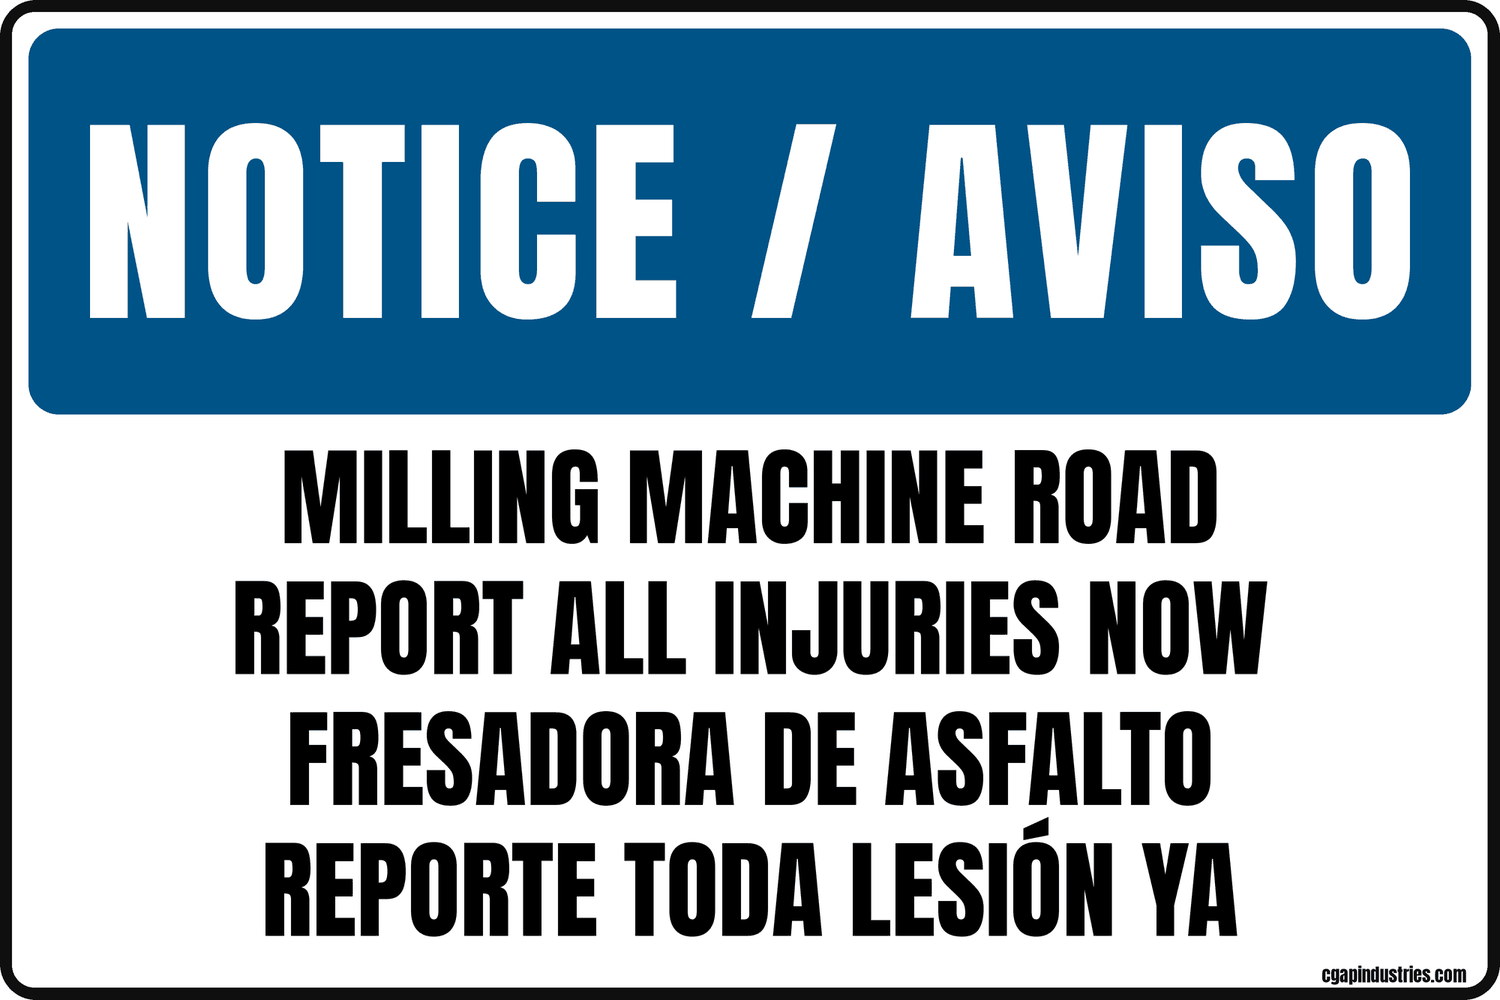 NOTICE / AVISO
MILLING MACHINE ROAD
REPORT ALL INJURIES NOW
FRESADORA DE ASFALTO
REPORTE TODA LESIÓN YA
cgapindustries.com